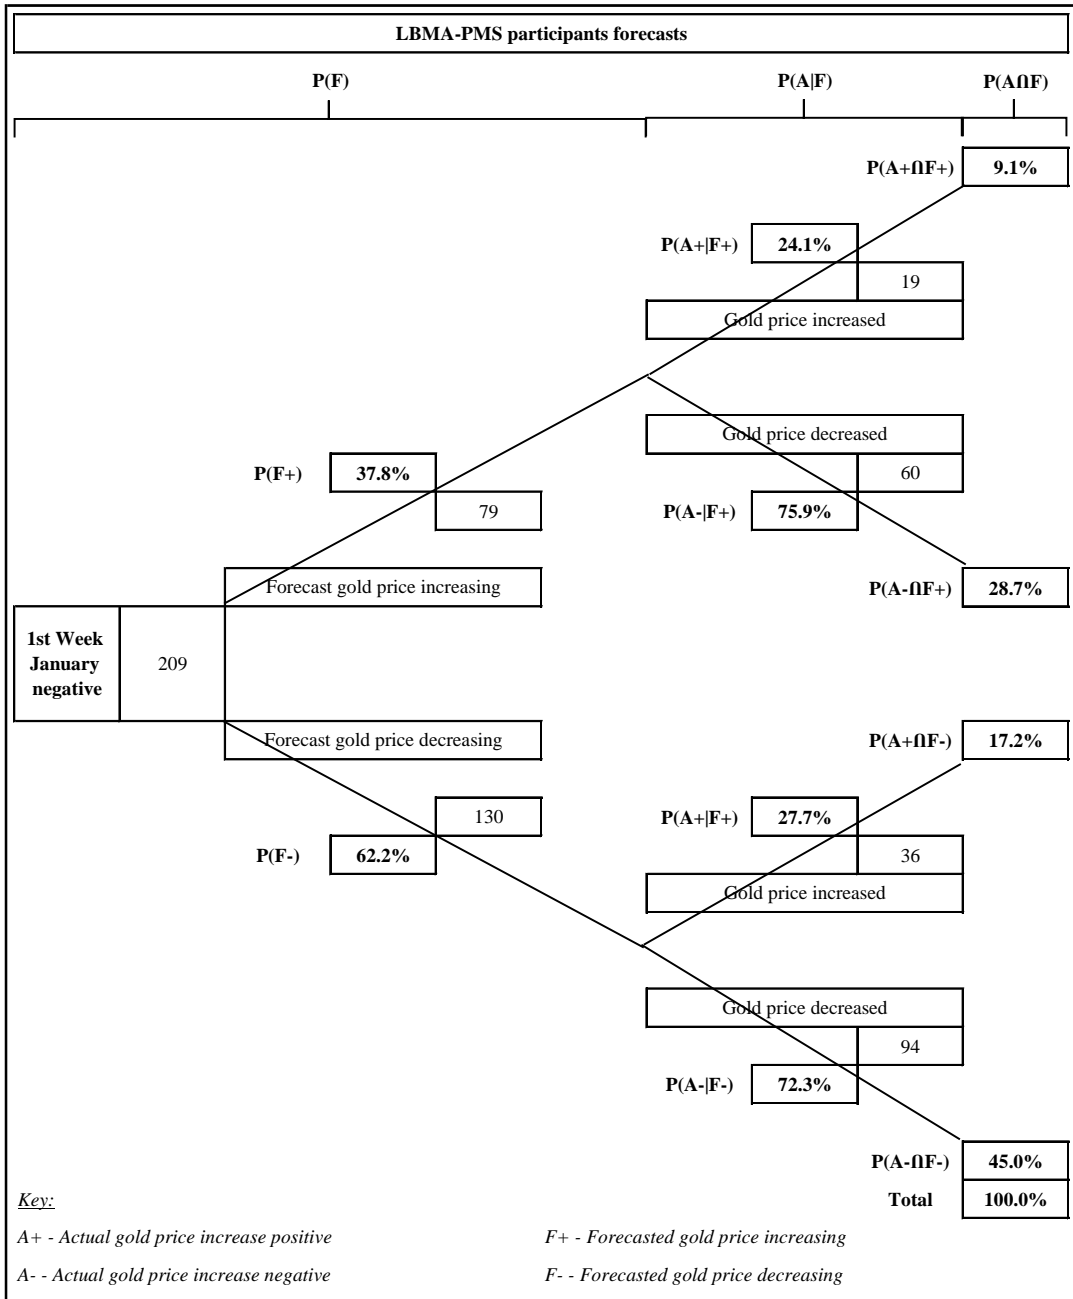 LBMA-PMS participants forecasts
P(F) P(A|F) P(A∩F)
P(A+∩F+) 9.1%
P(A+|F+) 24.1%
19
Gold price increased
Gold price decreased
P(F+) 37.8% 60
79 P(A-|F+) 75.9%
Forecast gold price increasing P(A-∩F+) 28.7%
1st Week
January
negative
209
Forecast gold price decreasing P(A+∩F-) 17.2%
130 P(A+|F+) 27.7%
P(F-) 62.2% 36
Gold price increased
Gold price decreased
94
P(A-|F-) 72.3%
P(A-∩F-) 45.0%
Total 100.0%
Key:
A+ - Actual gold price increase positive F+ - Forecasted gold price increasing
A- - Actual gold price increase negative F- - Forecasted gold price decreasing